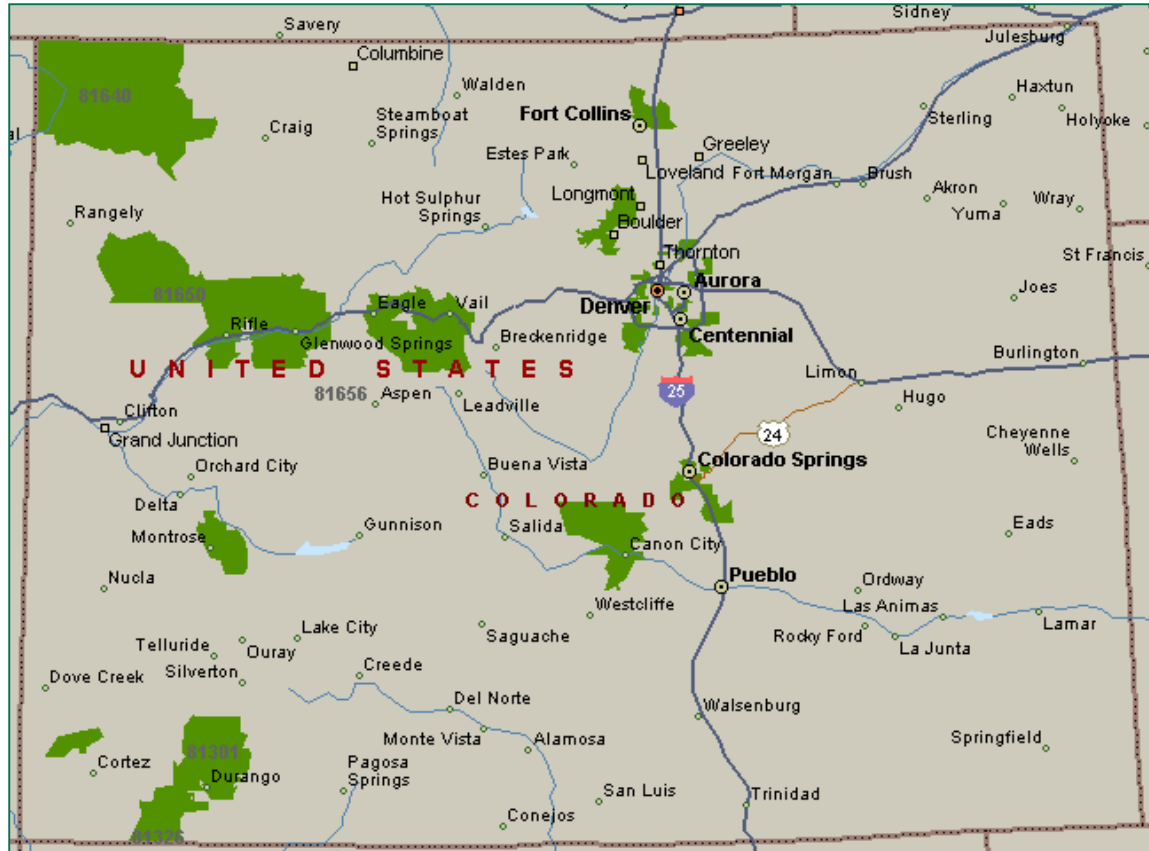 Savery
Sidney
Julesburg
Columbine
Walden
Haxtun
81640
Fort Collins
Sterling
Holyoke
Craig
Steamboat
Springs
Estes Park
Greeley
Loveland
Fort Morgan
Brush
Akron
Yuma
Wray
Longmont
Hot Sulphur
Springs
Boulder
Rangely
Thornton
St Francis
Aurora
81650
Eagle
Vail
Denver
Joes
Rifle
Glenwood Springs
Breckenridge
Centennial
UNITED STATES
Burlington
Limon
81656
Aspen
Leadville
25
Hugo
Clifton
Grand Junction
24
Cheyenne
Wells
Orchard City
Buena Vista
Colorado Springs
Delta
COLORADO
Gunnison
Salida
Eads
Montrose
Canon City
Nucla
Pueblo
Ordway
Westcliffe
Las Animas
Lamar
Lake City
Saguache
Rocky Ford
La Junta
Telluride
Ouray
Silverton
Creede
Dove Creek
Del Norte
Walsenburg
Monte Vista
Alamosa
Springfield
81301
Cortez
Durango
Pagosa
Springs
San Luis
Trinidad
Conejos
81326